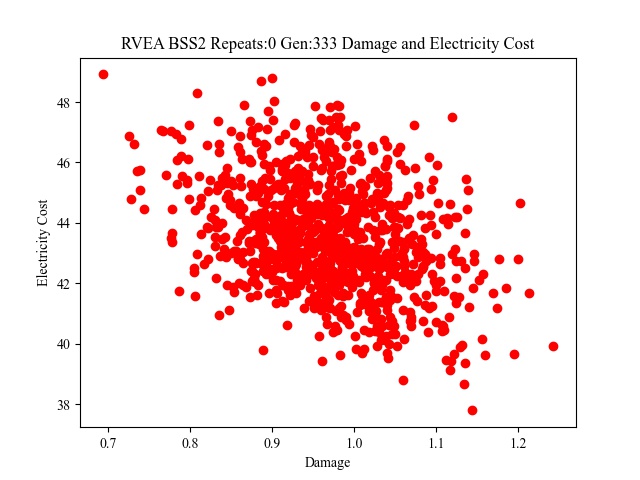 RVEA BSS2 Repeats:0 Gen:333 Damage and Electricity Cost
48
46
44
42
40
38
Electricity Cost
0.7 0.8 0.9 1.0 1.1 1.2
Damage